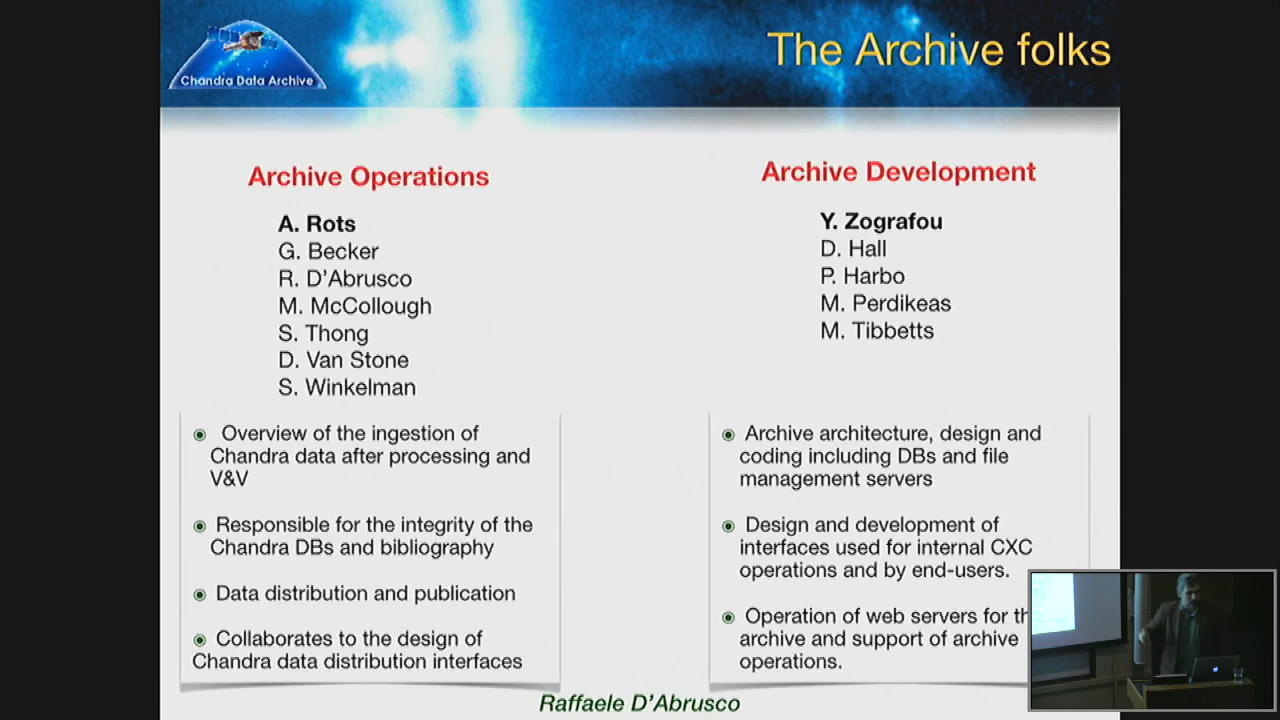 Chandra Data Archive
The Archive folks
Archive Operations
A. Rots
G. Becker
R. D'Abrusco
M. McCollough
S. Thong
D. Van Stone
S. Winkelman
Overview of the ingestion of
Chandra data after processing and
V&V
Responsible for the integrity of the
Chandra DBs and bibliography
Data distribution and publication
Collaborates to the design of
Chandra data distribution interfaces
Archive Development
Y. Zografou
D. Hall
P. Harbo
M. Perdikeas
M. Tibbetts
Archive architecture, design and
coding including DBs and file
management servers
Design and development of
interfaces used for internal CXC
operations and by end-users.
Operation of web servers for th
archive and support of archive
operations.
Raffaele D'Abrusco